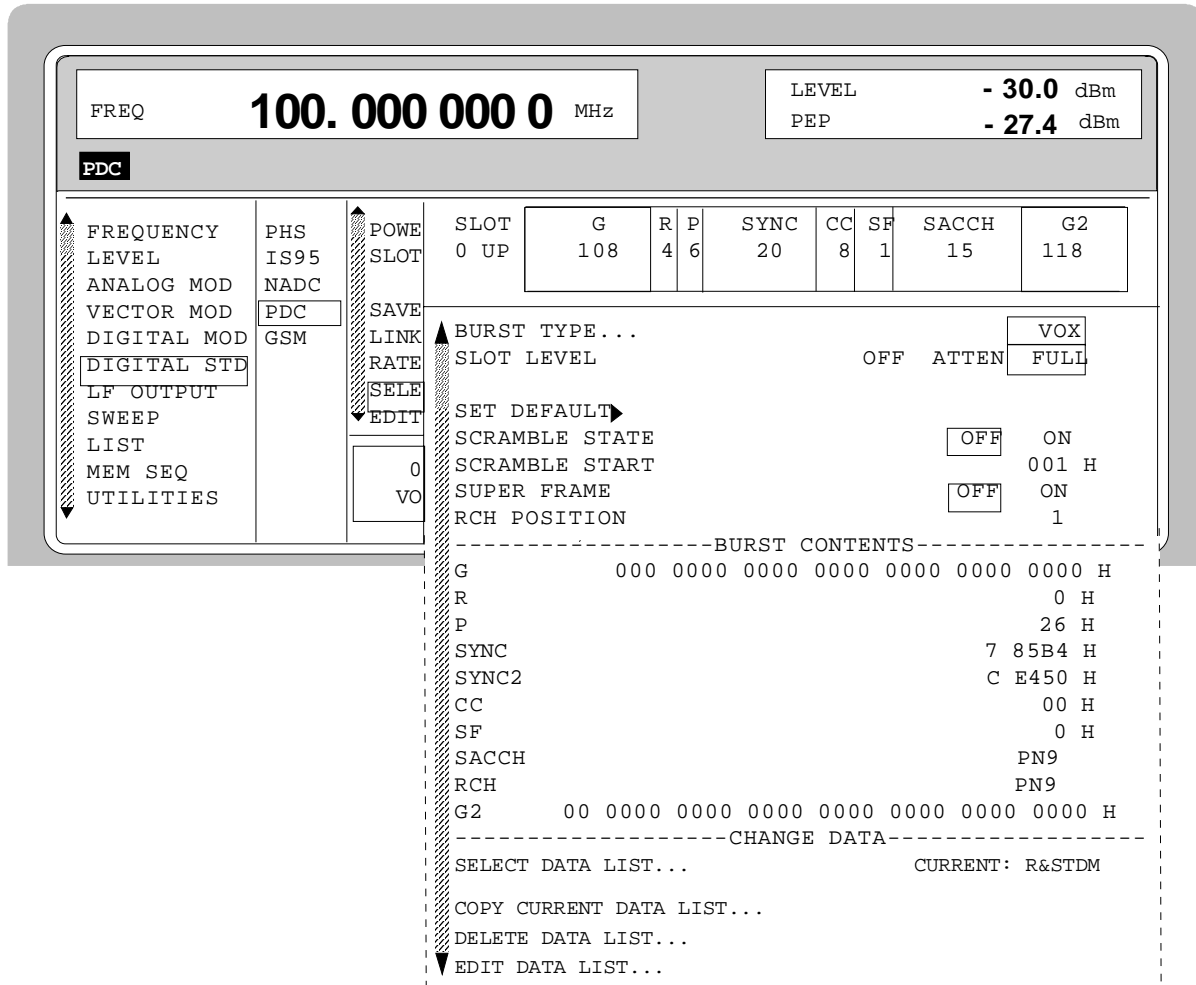 FREQ 100. 000 000 0 MHz
LEVEL - 30.0 dBm
PEP - 27.4 dBm
PDC
FREQUENCY
LEVEL
ANALOG MOD
VECTOR MOD
DIGITAL MOD
DIGITAL STD
LF OUTPUT
SWEEP
LIST
MEM SEQ
UTILITIES
PHS
IS95
NADC
PDC
GSM
POWE
SLOT
SAVE
LINK
RATE
SELE
EDIT
0
VO
SLOT G R P SYNC CC SF SACCH G2
0 UP 108 4 6 20 8 1 15 118
BURST TYPE... VOX
SLOT LEVEL OFF ATTEN FULL
SET DEFAULT
SCRAMBLE STATE OFF ON
SCRAMBLE START 001 H
SUPER FRAME OFF ON
RCH POSITION 1
-------------------BURST CONTENTS-----------------
G 000 0000 0000 0000 0000 0000 0000 H
R 0 H
P 26 H
SYNC 7 85B4 H
SYNC2 C E450 H
CC 00 H
SF 0 H
SACCH PN9
RCH PN9
G2 00 0000 0000 0000 0000 0000 0000 0000 H
--------------------CHANGE DATA-------------------
SELECT DATA LIST... CURRENT: R&STDM
COPY CURRENT DATA LIST...
DELETE DATA LIST...
EDIT DATA LIST...